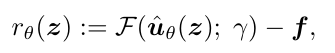 r_θ(z) := ℱ(û_θ(z); γ) − f,